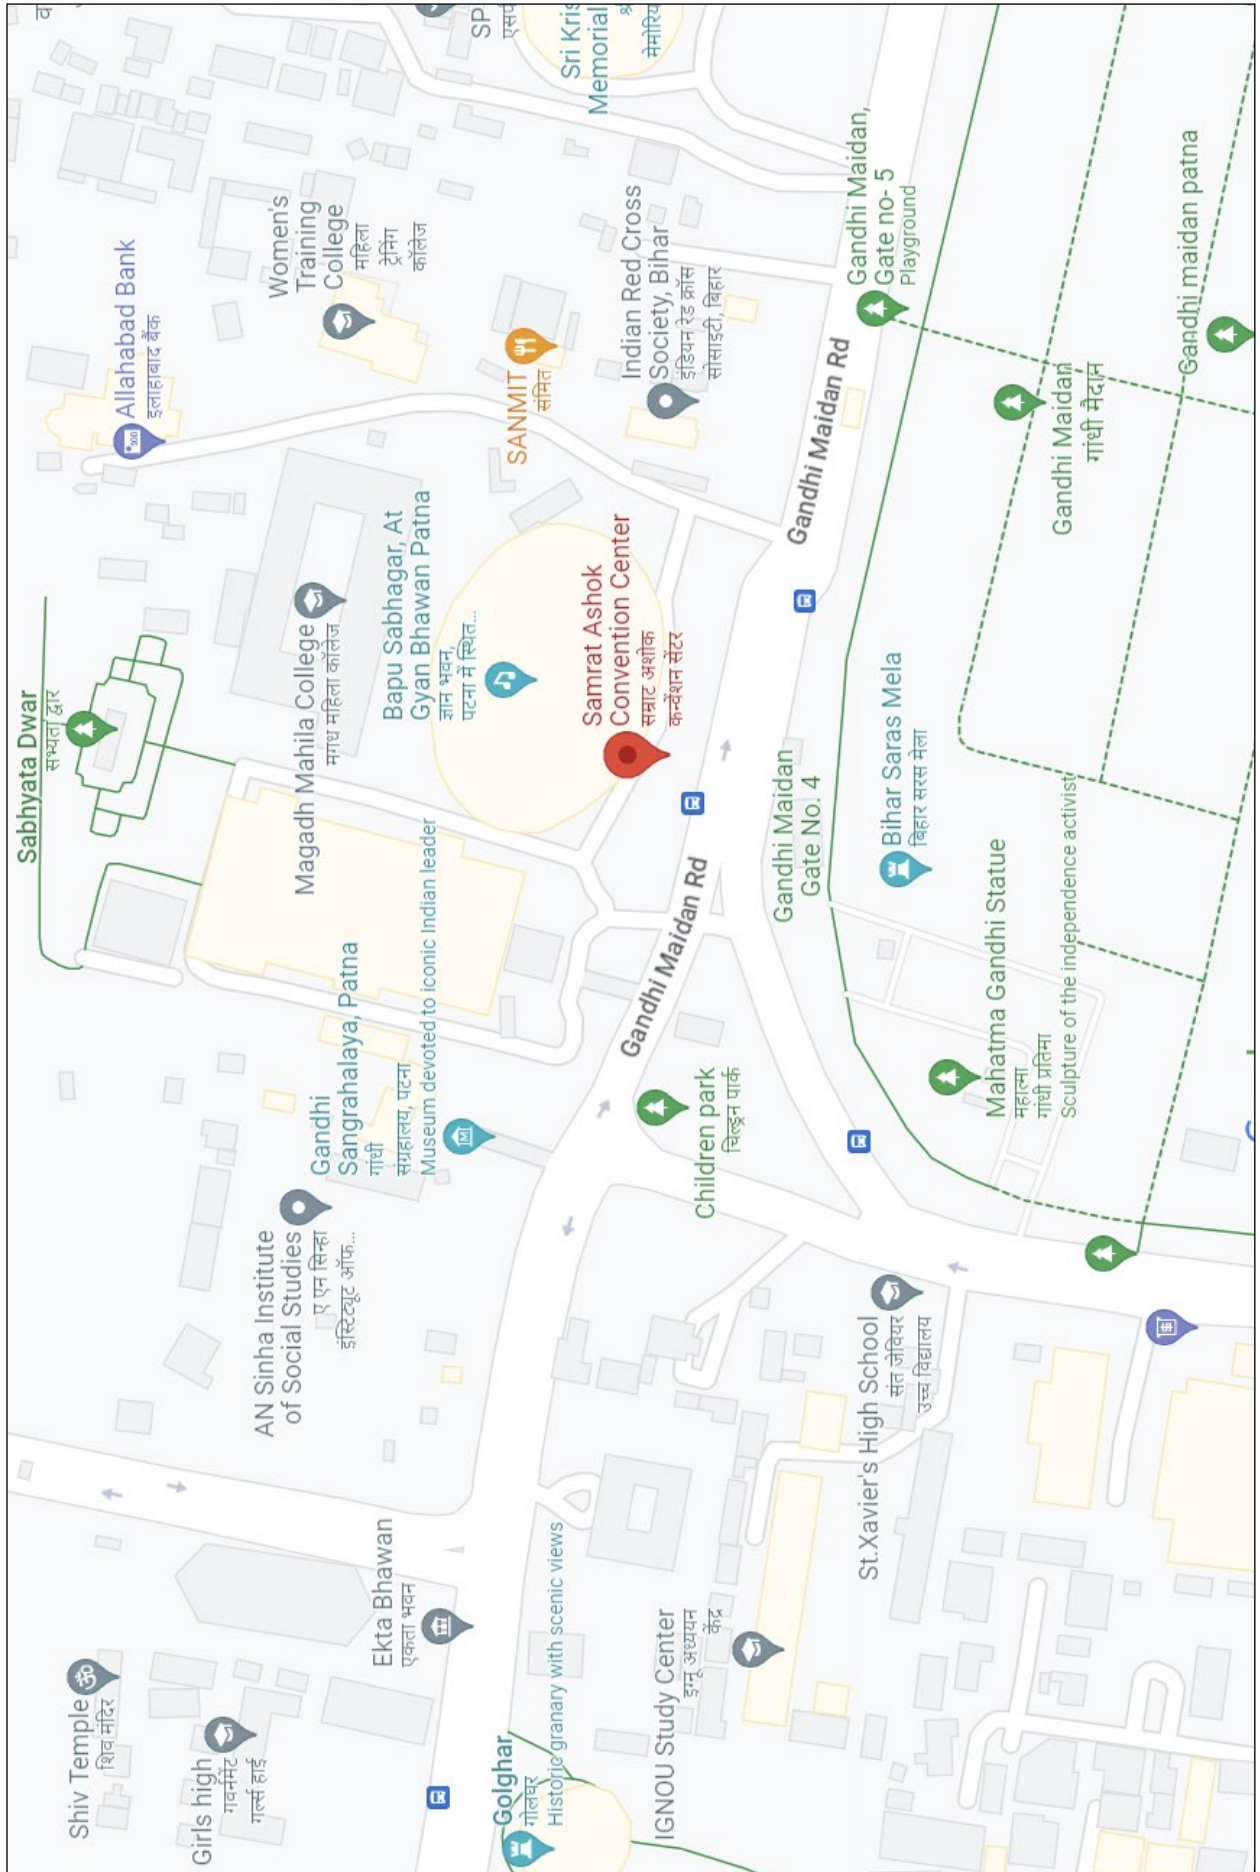 Shiv Temple
शिव मंदिर
Girls high
गवर्नमेंट
गर्ल्स हाई
Ekta Bhawan
एकता भवन
Golghar
गोलघर
Historic granary with scenic views
IGNOU Study Center
इग्नू अध्ययन
केंद्र
AN Sinha Institute
of Social Studies
ए एन सिन्हा
इंस्टिट्यूट ऑफ...
St.Xavier's High School
संत जेवियर
उच्च विद्यालय
Gandhi
Sangrahalaya, Patna
गांधी
संग्रहालय, पटना
Museum devoted to iconic Indian leader
Children park
चिल्ड्रन पार्क
Gandhi Maidan Rd
Mahatma Gandhi Statue
महात्मा
गांधी प्रतिमा
Sculpture of the independence activist
Sabhyata Dwar
सभ्यता द्वार
Magadh Mahila College
मगध महिला कॉलेज
Bapu Sabhagar, At
Gyan Bhawan Patna
ज्ञान भवन,
पटना में स्थित...
Samrat Ashok
Convention Center
सम्राट अशोक
कन्वेंशन सेंटर
Gandhi Maidan
Gate No. 4
Bihar Saras Mela
बिहार सरस मेला
Allahabad Bank
इलाहाबाद बैंक
Women's
Training
College
महिला
ट्रेनिंग
कॉलेज
SANMIT
संमित
Indian Red Cross
Society, Bihar
इंडियन रेड क्रॉस
सोसाइटी, बिहार
Gandhi Maidan Rd
Gandhi Maidan,
Gate no- 5
Playground
Gandhi Maidan
गांधी मैदान
Gandhi maidan patna
SP
एसप
Sri Kris
Memorial
मेमोरिय